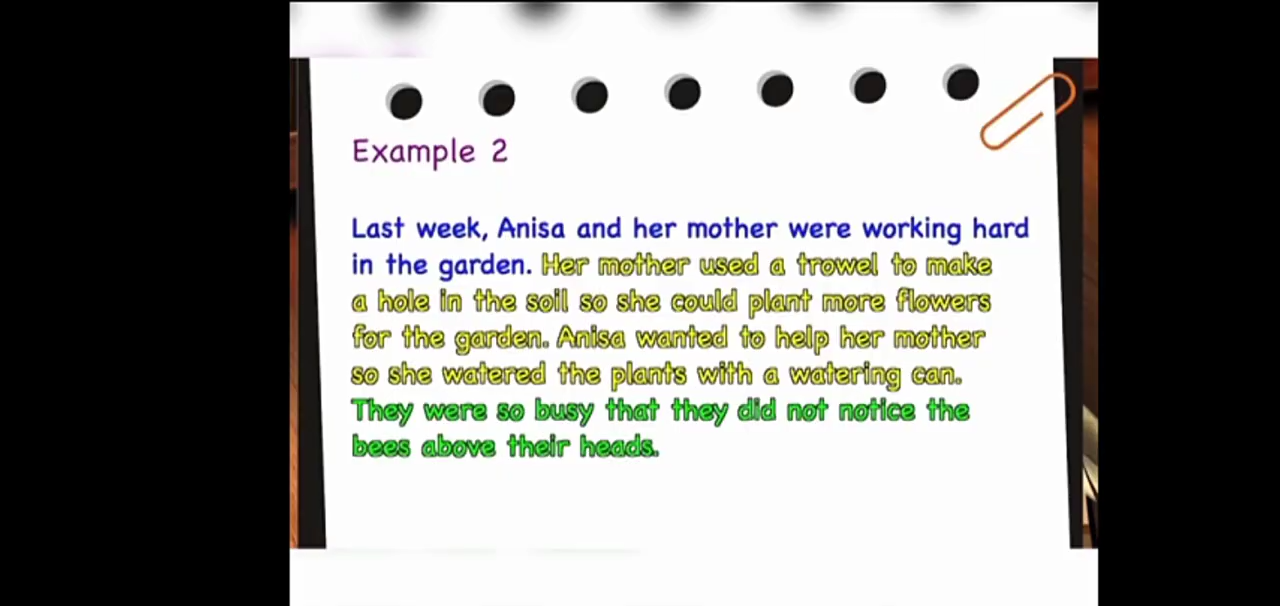 Example 2
Last week, Anisa and her mother were working hard
in the garden. Her mother used a trowel to make
a hole in the soil so she could plant more flowers
for the garden. Anisa wanted to help her mother
so she watered the plants with a watering can.
They were so busy that they did not notice the
bees above their heads.